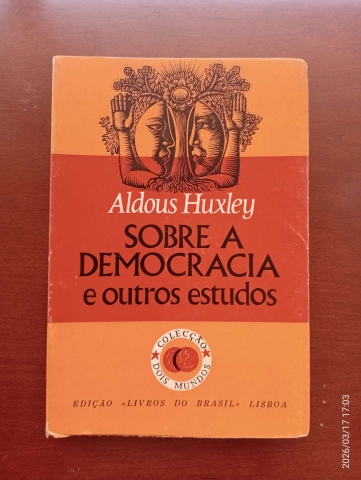 Aldous Huxley
SOBRE A
DEMOCRACIA
e outros estudos
COLECÇÃO
DOIS MUNDOS
EDIÇÃO «LIVROS DO BRASIL» LISBOA
2026/03/17 17:03